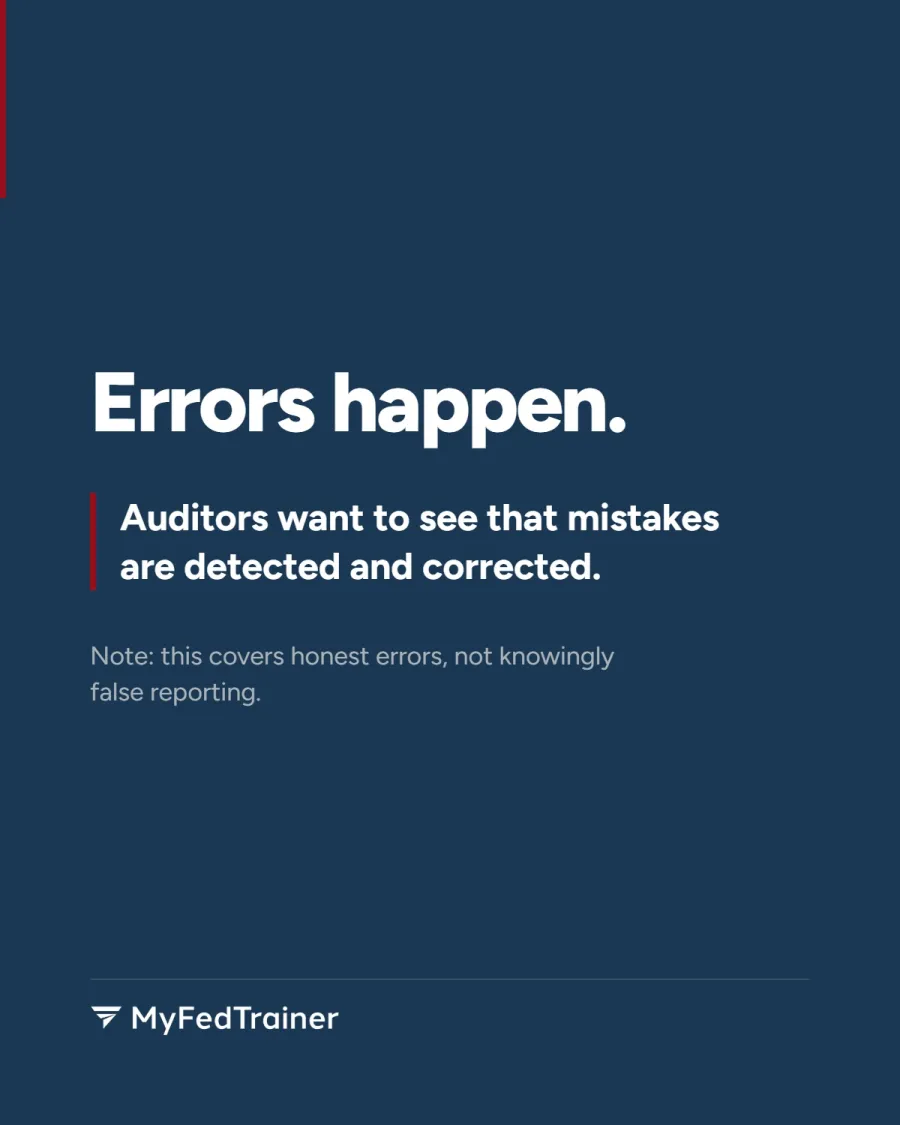 Errors happen.
Auditors want to see that mistakes
are detected and corrected.
Note: this covers honest errors, not knowingly
false reporting.
MyFedTrainer